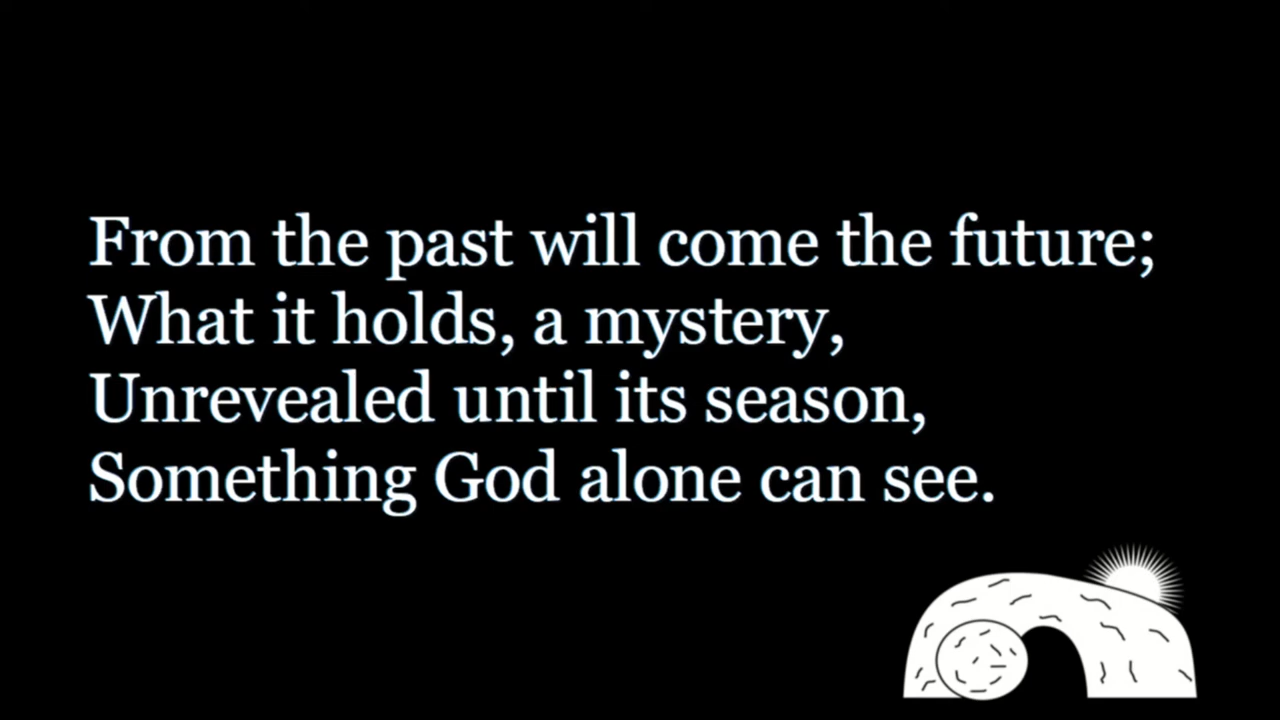 From the past will come the future;
What it holds, a mystery,
Unrevealed until its season,
Something God alone can see.